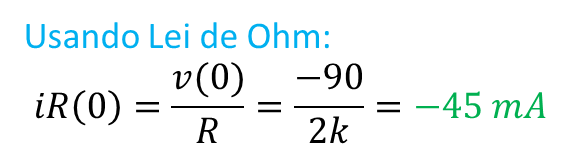 Usando Lei de Ohm:
iR(0) = v(0)/R = −90/2k = −45 mA